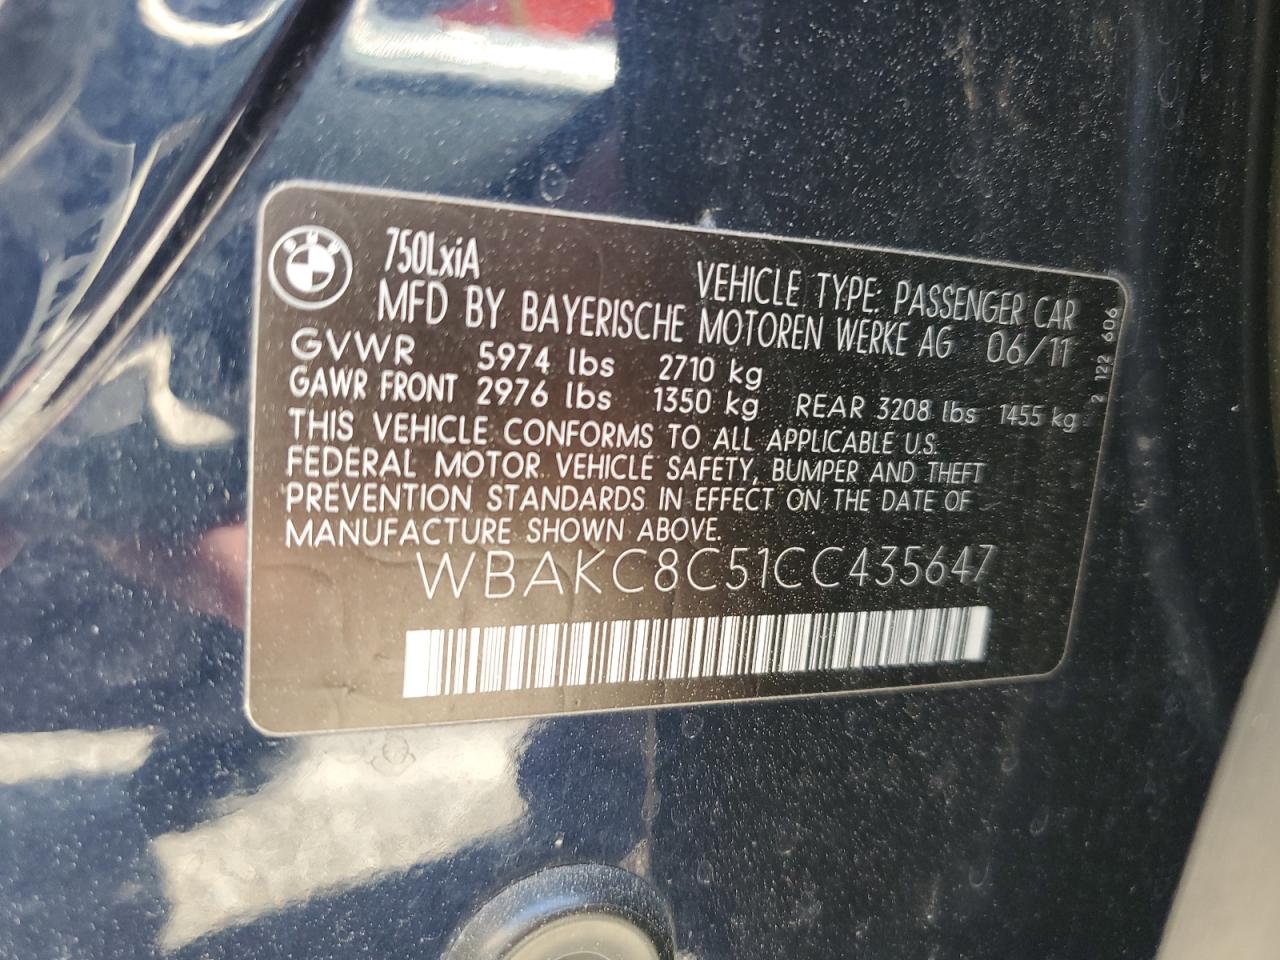 750LxiA
VEHICLE TYPE: PASSENGER CAR
MFD BY BAYERISCHE MOTOREN WERKE AG 06/11
GVWR 5974 lbs 2710 kg
GAWR FRONT 2976 lbs 1350 kg REAR 3208 lbs 1455 kg
THIS VEHICLE CONFORMS TO ALL APPLICABLE U.S.
FEDERAL MOTOR VEHICLE SAFETY, BUMPER AND THEFT
PREVENTION STANDARDS IN EFFECT ON THE DATE OF
MANUFACTURE SHOWN ABOVE.
WBAKC8C51CC435647
2 122 606
BMW